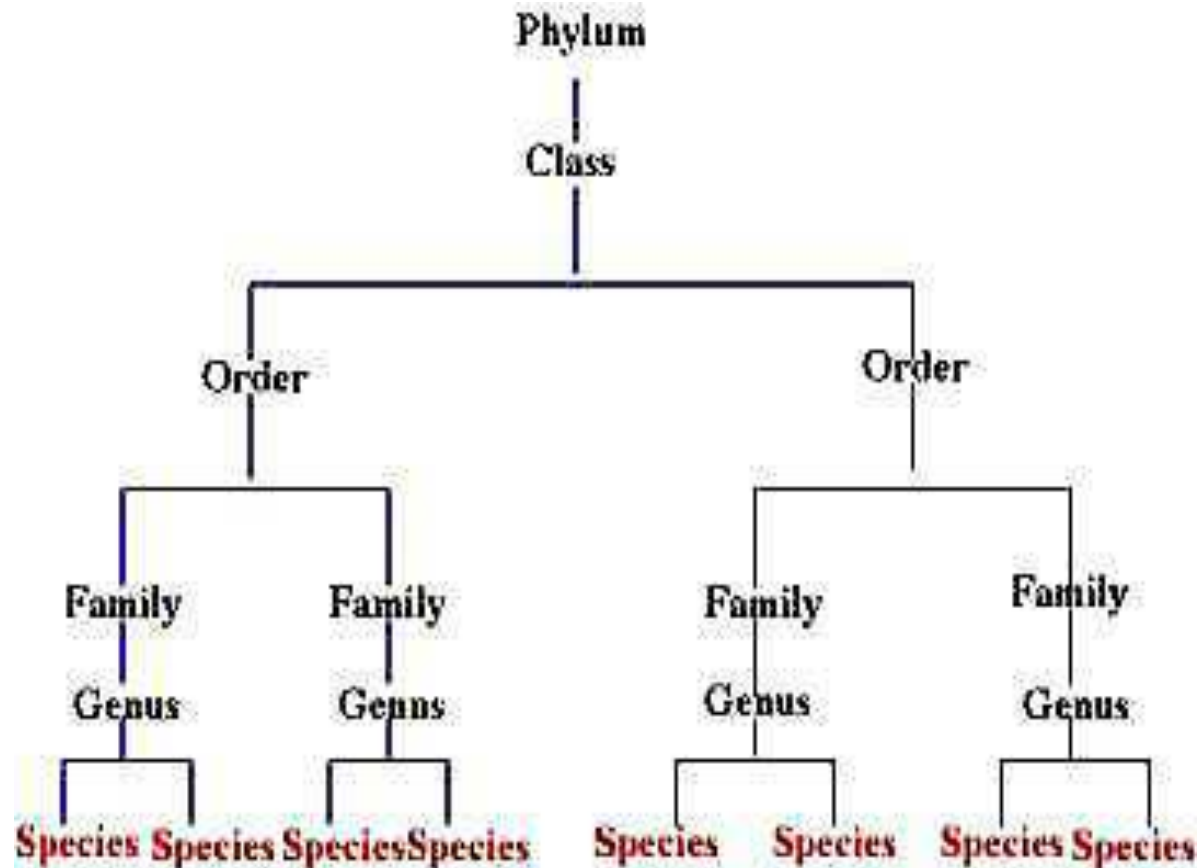 Phylum
Class
Order Order
Family Family Family Family
Genus Genns Genus Genus
Species Species Species Species Species Species Species Species